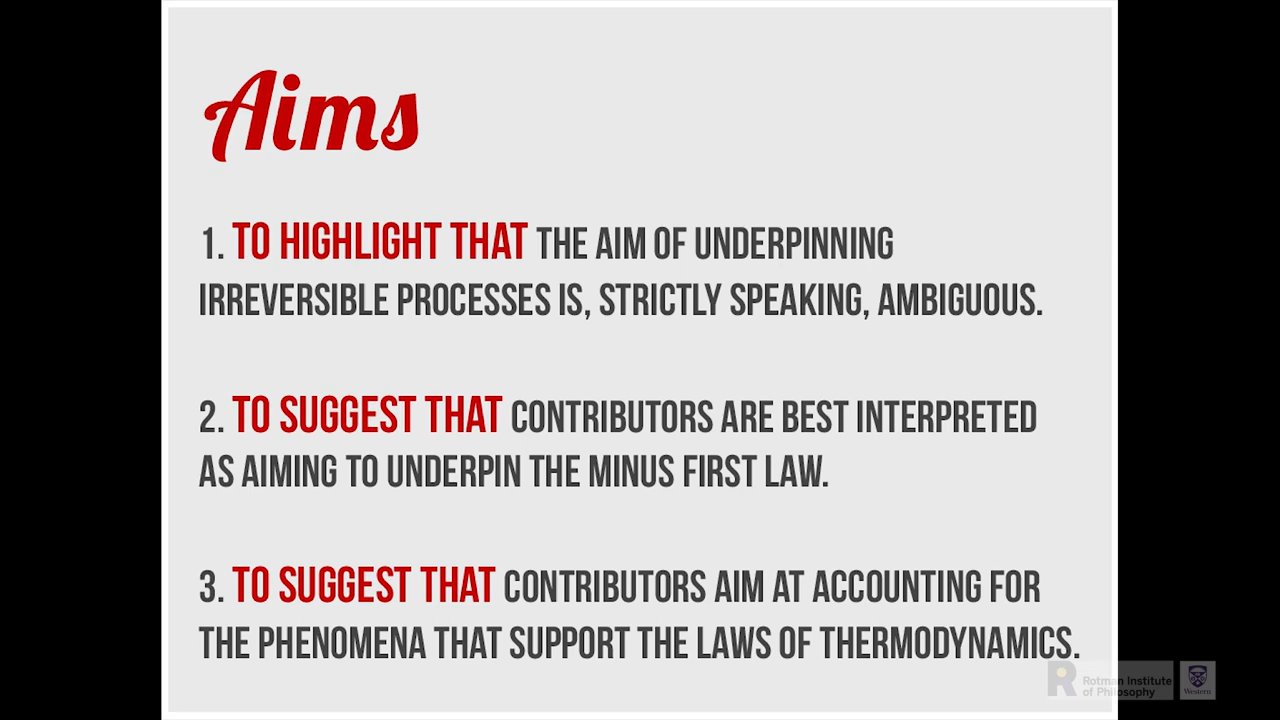 Aims
1. TO HIGHLIGHT THAT THE AIM OF UNDERPINNING
IRREVERSIBLE PROCESSES IS, STRICTLY SPEAKING, AMBIGUOUS.
2. TO SUGGEST THAT CONTRIBUTORS ARE BEST INTERPRETED
AS AIMING TO UNDERPIN THE MINUS FIRST LAW.
3. TO SUGGEST THAT CONTRIBUTORS AIM AT ACCOUNTING FOR
THE PHENOMENA THAT SUPPORT THE LAWS OF THERMODYNAMICS.
R Rotman Institute
of Philosophy
Western